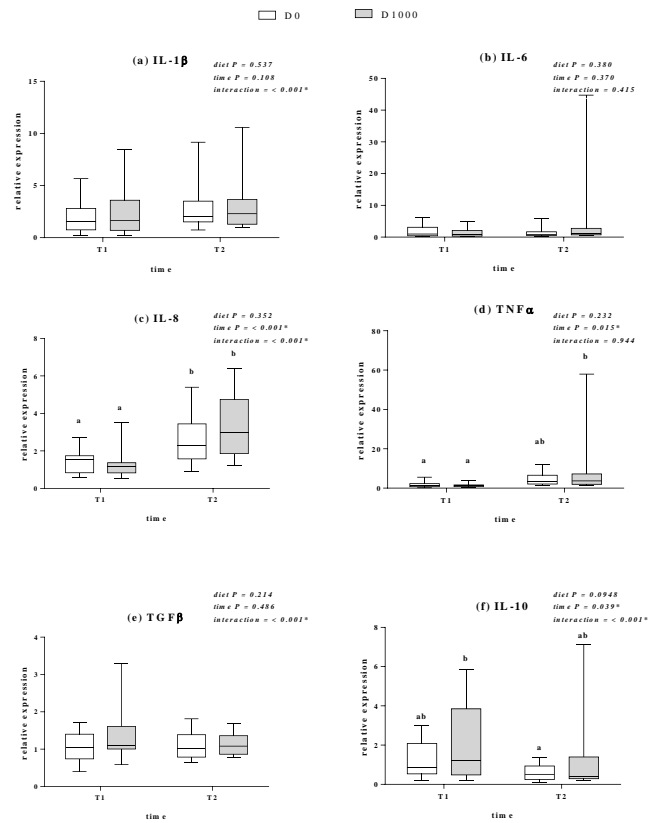 D0 D1000
(a) IL-1β
diet P = 0.537
time P = 0.108
interaction = < 0.001*
relative expression
15
10
5
0
T1 T2
time
(b) IL-6
diet P = 0.380
time P = 0.370
interaction = 0.415
relative expression
50
40
30
20
10
0
T1 T2
time
(c) IL-8
diet P = 0.352
time P = < 0.001*
interaction = < 0.001*
relative expression
8
6
4
2
0
a a b b
T1 T2
time
(d) TNFα
diet P = 0.232
time P = 0.015*
interaction = 0.944
relative expression
80
60
40
20
0
a a ab b
T1 T2
time
(e) TGFβ
diet P = 0.214
time P = 0.486
interaction = < 0.001*
relative expression
4
3
2
1
0
T1 T2
time
(f) IL-10
diet P = 0.0948
time P = 0.039*
interaction = < 0.001*
relative expression
8
6
4
2
0
ab b a ab
T1 T2
time